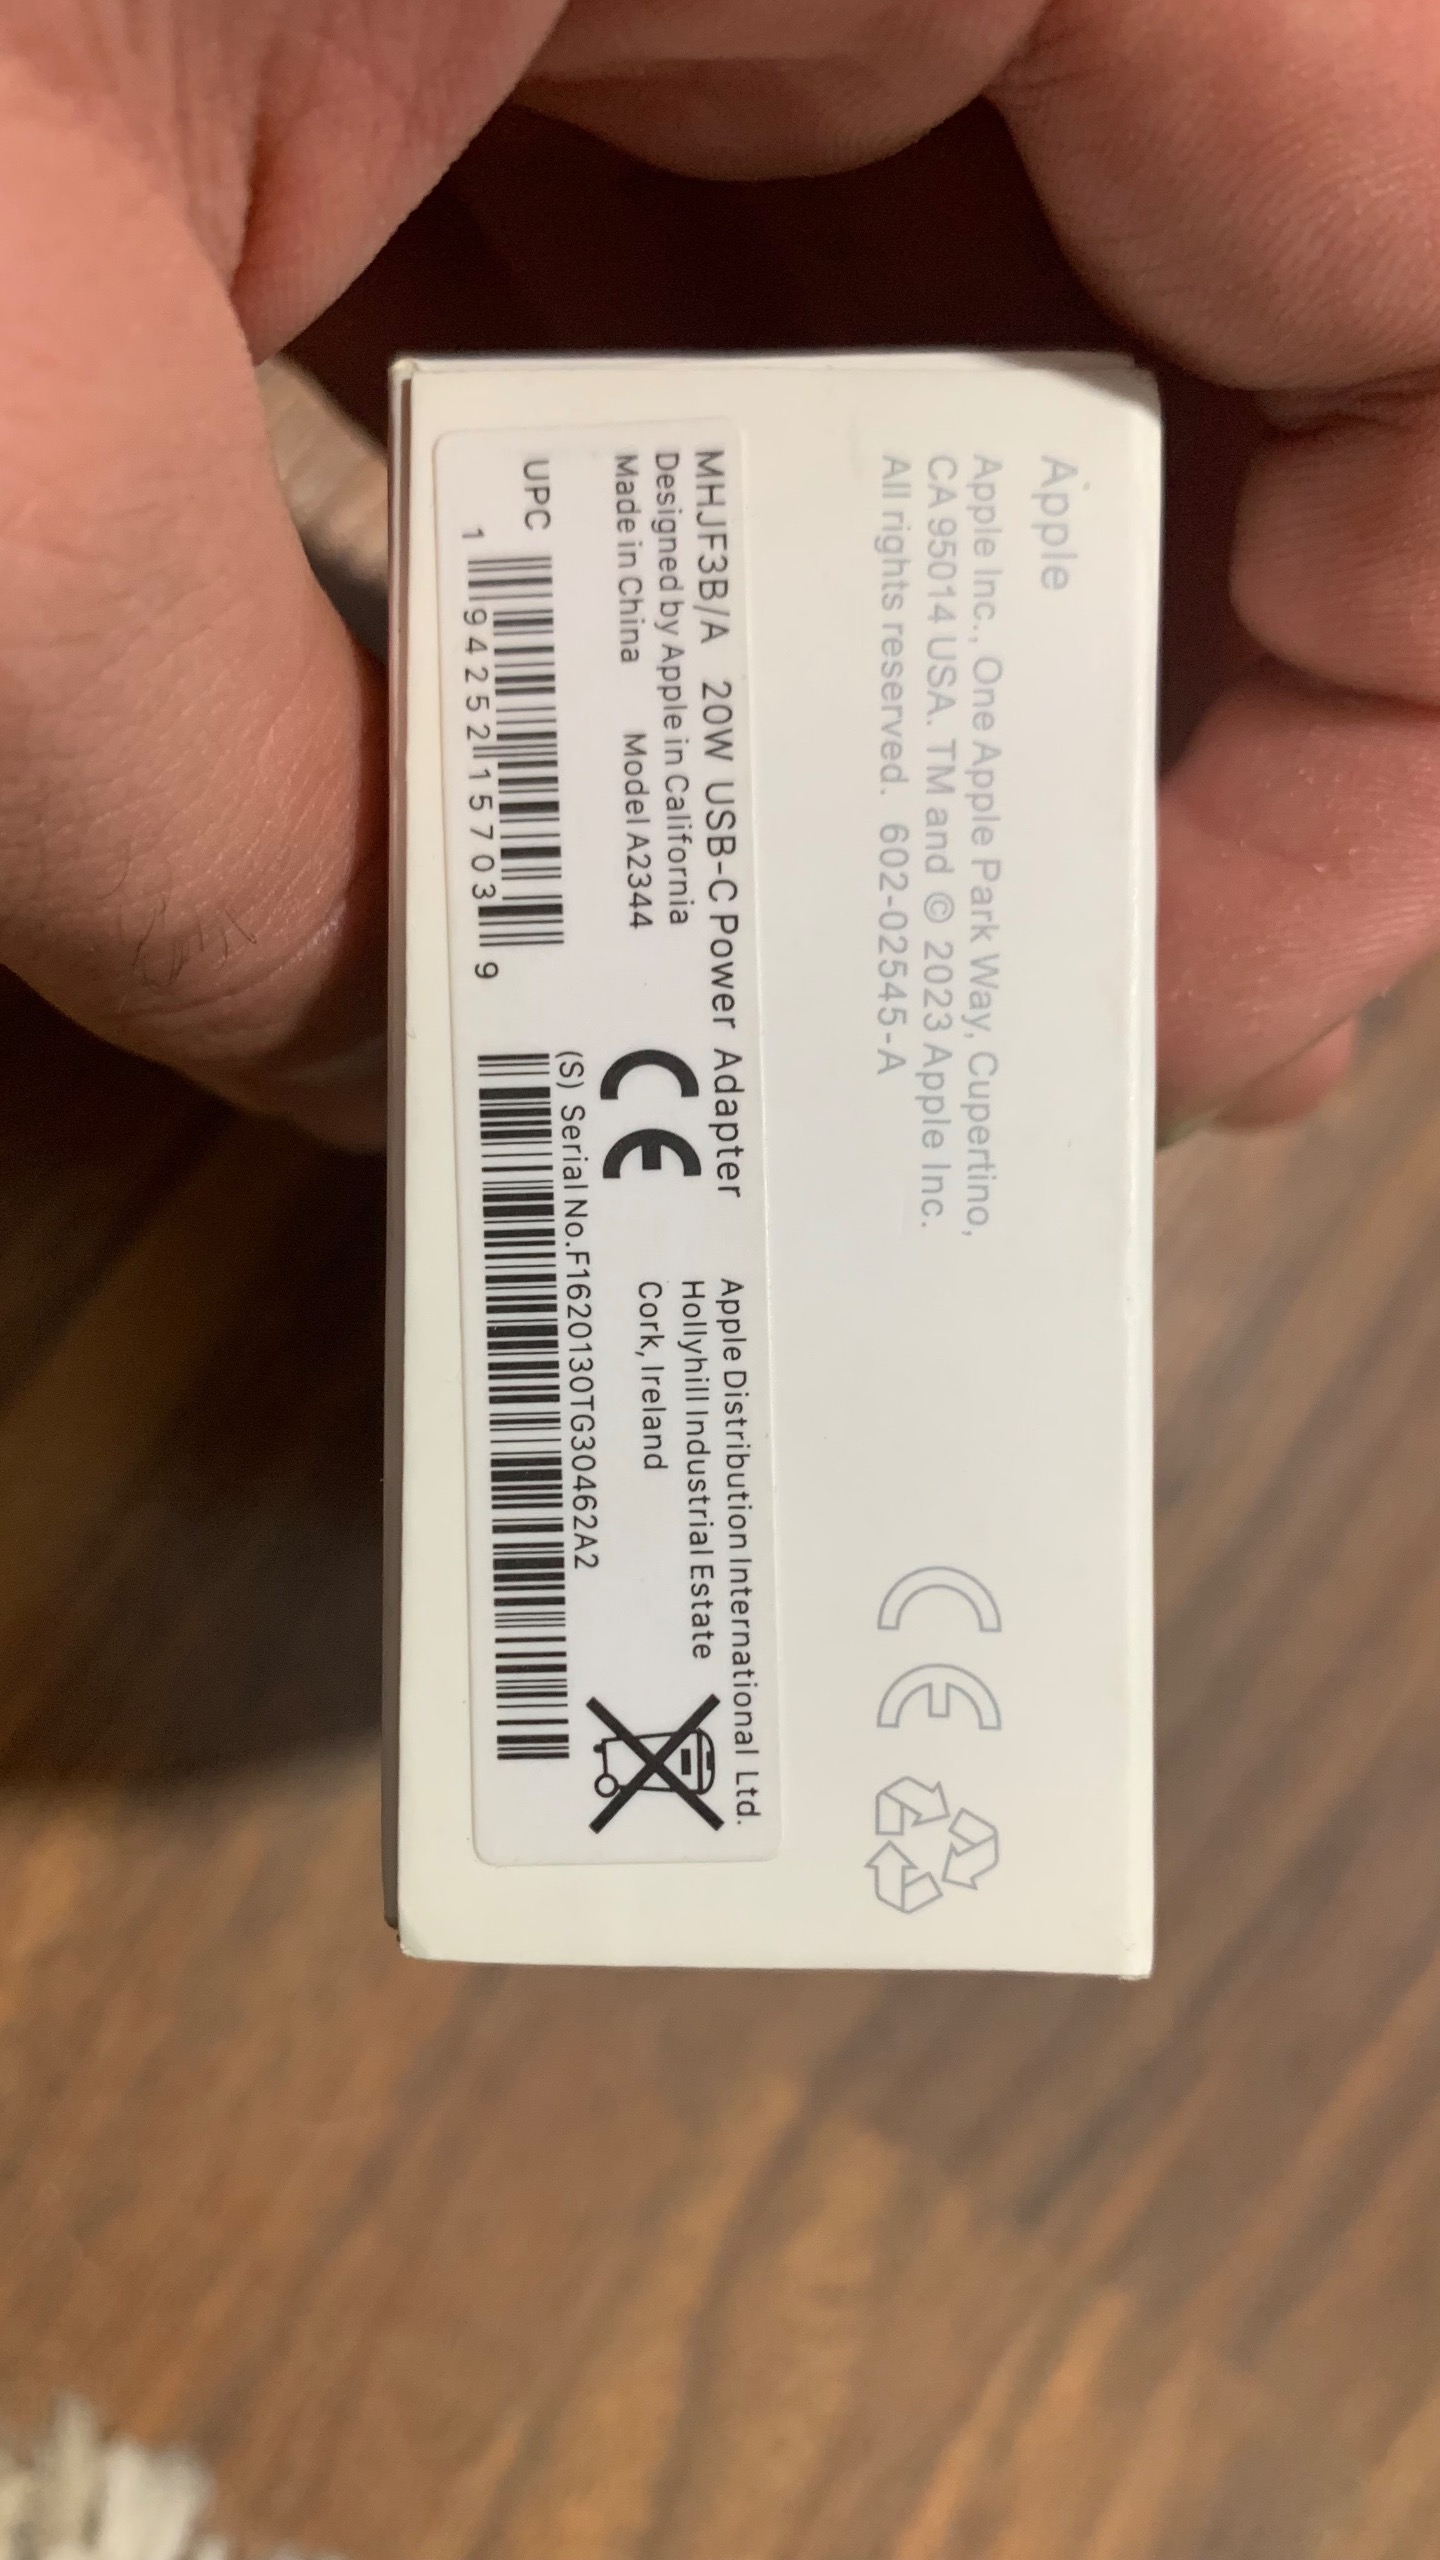 Apple
Apple Inc., One Apple Park Way, Cupertino,
CA 95014 USA. TM and © 2023 Apple Inc.
All rights reserved. 602-02545-A
MHJF3B/A 20W USB-C Power Adapter
Designed by Apple in California
Made in China Model A2344
Apple Distribution International Ltd.
Hollyhill Industrial Estate
Cork, Ireland
UPC
1 94252 15703 9
(S) Serial No.F1620130TG30462A2